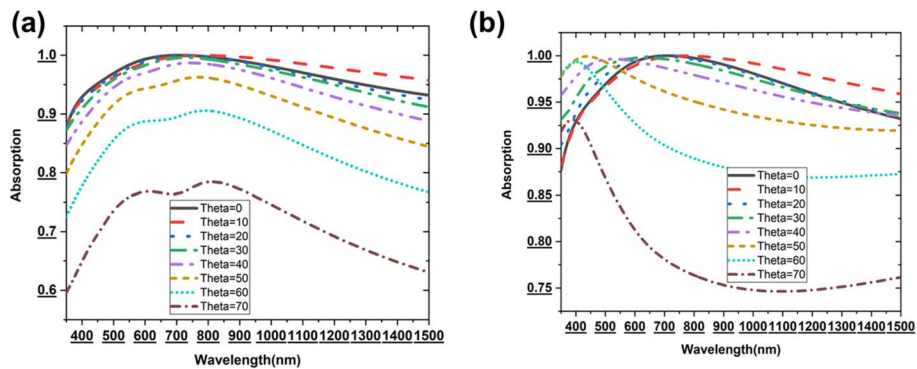 (a)
Absorption
1.0
0.9
0.8
0.7
0.6
Theta=0
Theta=10
Theta=20
Theta=30
Theta=40
Theta=50
Theta=60
Theta=70
400 500 600 700 800 900 1000 1100 1200 1300 1400 1500
Wavelength(nm)
(b)
Absorption
1.00
0.95
0.90
0.85
0.80
0.75
Theta=0
Theta=10
Theta=20
Theta=30
Theta=40
Theta=50
Theta=60
Theta=70
400 500 600 700 800 900 1000 1100 1200 1300 1400 1500
Wavelength(nm)